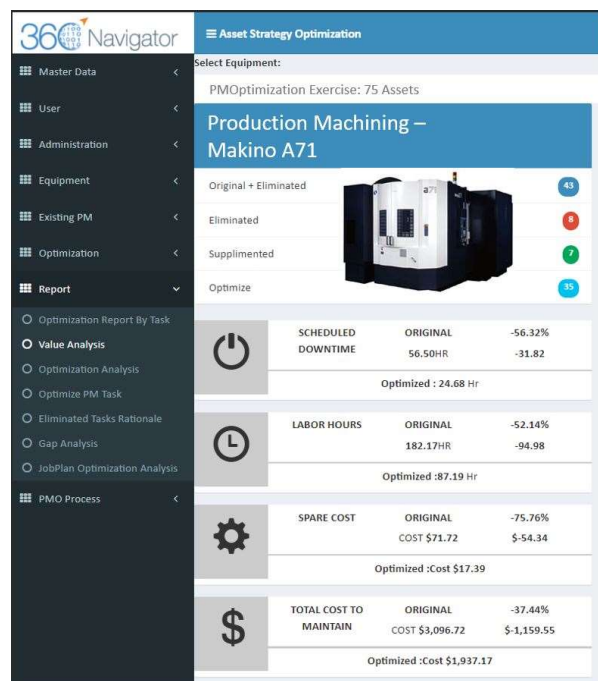 360 Navigator
≡ Asset Strategy Optimization
Select Equipment:
PMOptimization Exercise: 75 Assets
Master Data
User
Administration
Equipment
Existing PM
Optimization
Report
Optimization Report By Task
Value Analysis
Optimization Analysis
Optimize PM Task
Eliminated Tasks Rationale
Gap Analysis
JobPlan Optimization Analysis
PMO Process
Production Machining –
Makino A71
Original + Eliminated 43
Eliminated 8
Supplimented 7
Optimize 35
a71
SCHEDULED ORIGINAL -56.32%
DOWNTIME 56.50HR -31.82
Optimized : 24.68 Hr
LABOR HOURS ORIGINAL -52.14%
182.17HR -94.98
Optimized :87.19 Hr
SPARE COST ORIGINAL -75.76%
COST $71.72 $-54.34
Optimized :Cost $17.39
$
TOTAL COST TO ORIGINAL -37.44%
MAINTAIN COST $3,096.72 $-1,159.55
Optimized :Cost $1,937.17